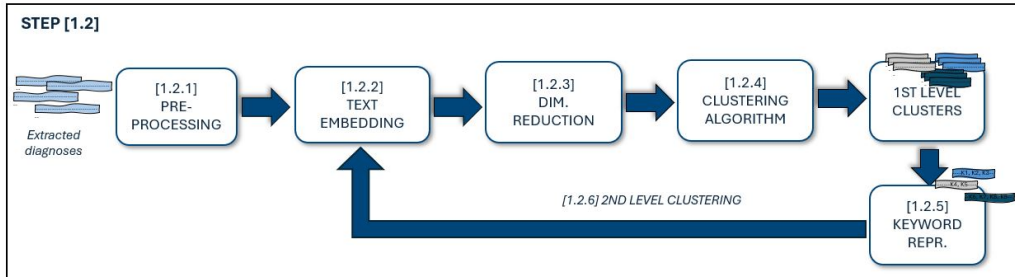 STEP [1.2]
Extracted
diagnoses
[1.2.1]
PRE-
PROCESSING
[1.2.2]
TEXT
EMBEDDING
[1.2.3]
DIM.
REDUCTION
[1.2.4]
CLUSTERING
ALGORITHM
1ST LEVEL
CLUSTERS
[1.2.5]
KEYWORD
REPR.
[1.2.6] 2ND LEVEL CLUSTERING